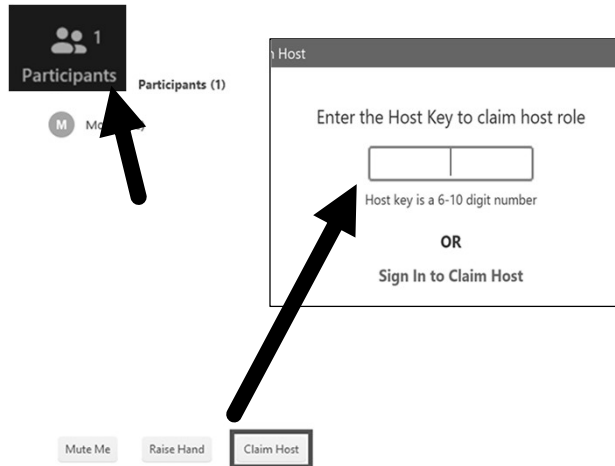 1
Participants
Participants (1)
M
Host
Enter the Host Key to claim host role
Host key is a 6-10 digit number
OR
Sign In to Claim Host
Mute Me
Raise Hand
Claim Host